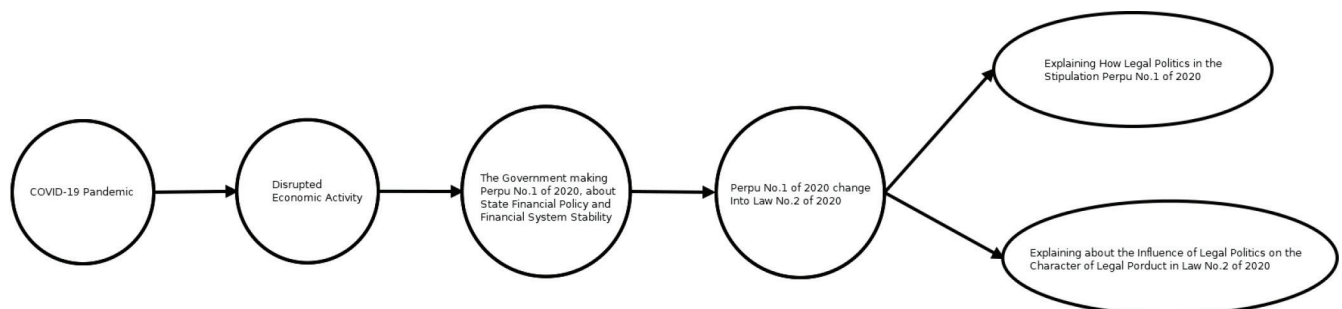 COVID-19 Pandemic
Disrupted
Economic Activity
The Government making
Perpu No.1 of 2020, about
State Financial Policy and
Financial System Stability
Perpu No.1 of 2020 change
Into Law No.2 of 2020
Explaining How Legal Politics in the
Stipulation Perpu No.1 of 2020
Explaining about the Influence of Legal Politics on the
Character of Legal Porduct in Law No.2 of 2020